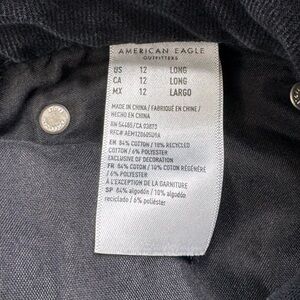 AMERICAN EAGLE
OUTFITTERS
US 12 LONG
CA 12 LONG
MX 12 LARGO
MADE IN CHINA / FABRIQUÉ EN CHINE /
HECHO EN CHINA
RN 54485/CA 03873
EN 84% COTTON / 10% RECYCLED
COTTON / 6% POLYESTER
EXCLUSIVE OF DECORATION
FR 84% COTON / 10% COTON RÉGÉNÉRÉ
/ 6% POLYESTER
À L'EXCEPTION DE LA GARNITURE
SP 84% algodón / 10% algodón
reciclado / 6% poliéster